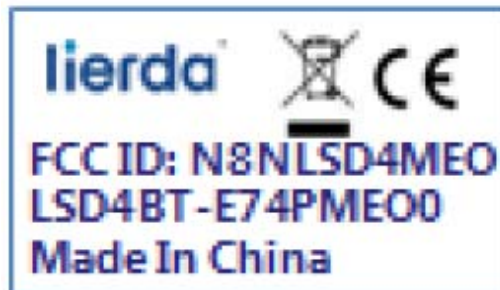 lierda
CE
FCC ID: N8NLSD4MEO
LSD4BT-E74PMEO0
Made In China